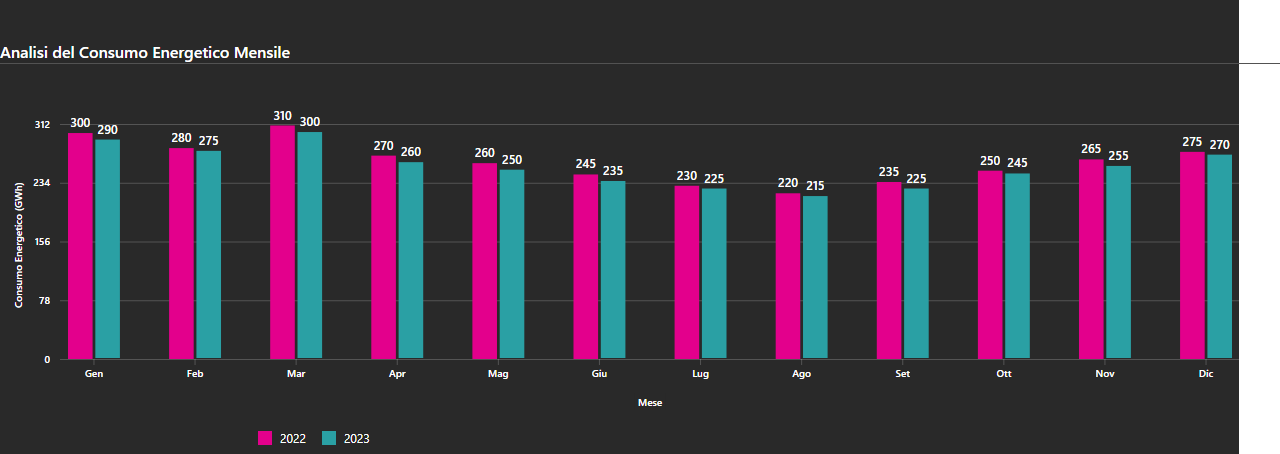 Analisi del Consumo Energetico Mensile
312
234
156
78
0
Consumo Energetico (GWh)
300 290 280 275 310 300 270 260 260 250 245 235 230 225 220 215 235 225 250 245 265 255 275 270
Gen Feb Mar Apr Mag Giu Lug Ago Set Ott Nov Dic
Mese
2022 2023